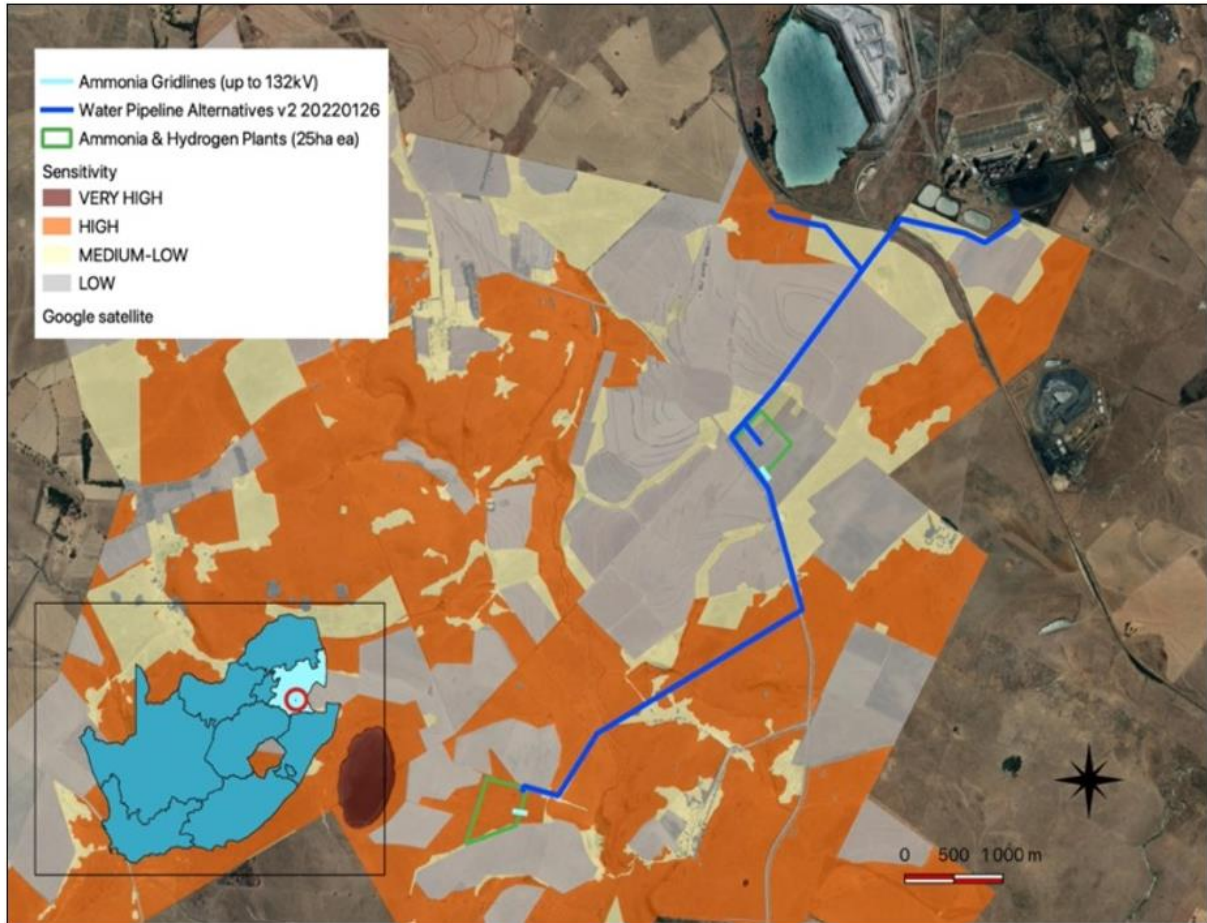 Ammonia Gridlines (up to 132kV)
Water Pipeline Alternatives v2 20220126
Ammonia & Hydrogen Plants (25ha ea)
Sensitivity
VERY HIGH
HIGH
MEDIUM-LOW
LOW
Google satellite
0 500 1000 m